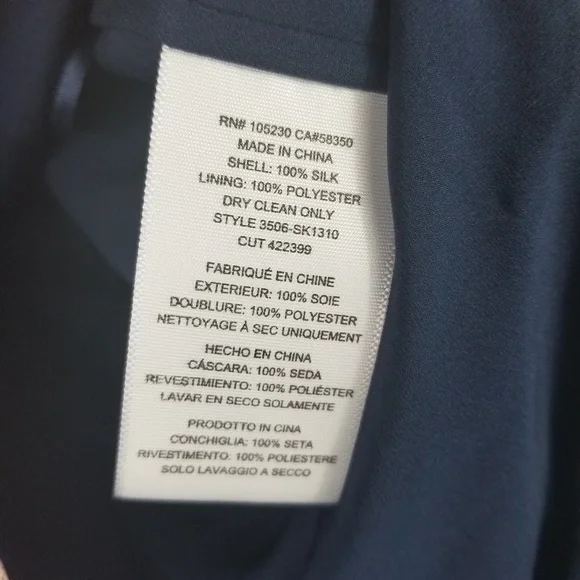 RN# 105230 CA#58350
MADE IN CHINA
SHELL: 100% SILK
LINING: 100% POLYESTER
DRY CLEAN ONLY
STYLE 3506-SK1310
CUT 422399
FABRIQUÉ EN CHINE
EXTERIEUR: 100% SOIE
DOUBLURE: 100% POLYESTER
NETTOYAGE À SEC UNIQUEMENT
HECHO EN CHINA
CÁSCARA: 100% SEDA
REVESTIMIENTO: 100% POLIÉSTER
LAVAR EN SECO SOLAMENTE
PRODOTTO IN CINA
CONCHIGLIA: 100% SETA
RIVESTIMENTO: 100% POLIESTERE
SOLO LAVAGGIO A SECCO